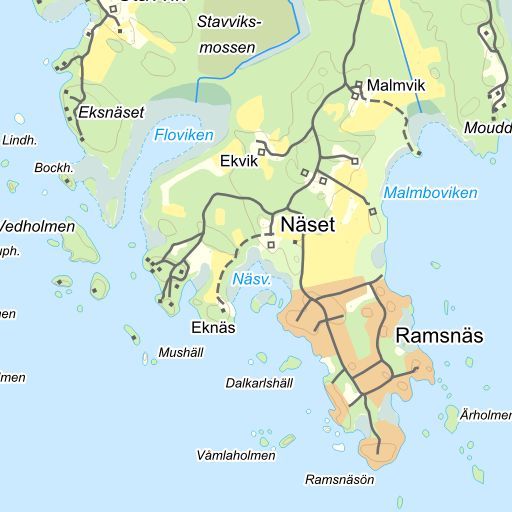 Stavviks-
mossen
Malmvik
Eksnäset
Floviken
Moudd
Lindh.
Ekvik
Bockh.
Malmboviken
Vedholmen
Näset
uph.
Näsv.
men
Eknäs
Ramsnäs
Mushäll
lmen
Dalkarlshäll
Ärholmen
Våmlaholmen
Ramsnäsön